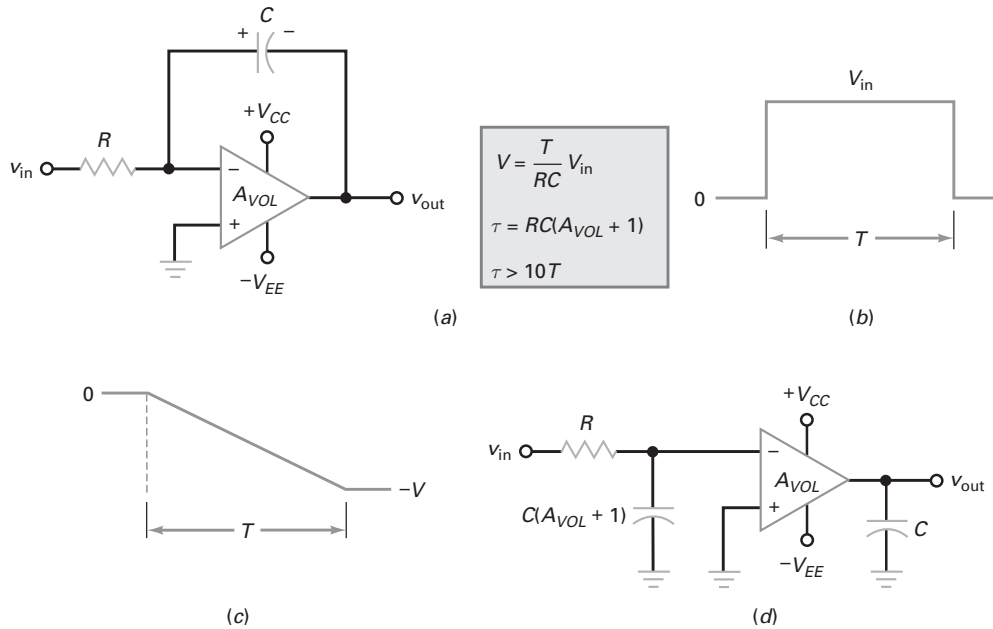 C
+ −
+V_CC
R
v_in
−
A_VOL
+
v_out
−V_EE
(a)
V = T/RC V_in
τ = RC(A_VOL + 1)
τ > 10T
V_in
0
T
(b)
0
−V
T
(c)
+V_CC
R
v_in
−
A_VOL
v_out
C(A_VOL + 1)
+
C
−V_EE
(d)